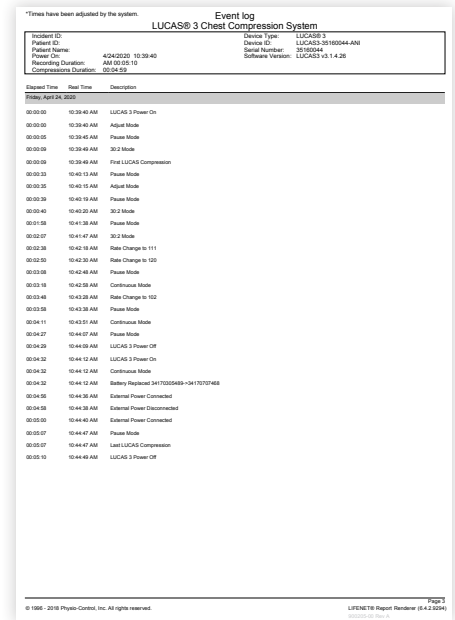 *Times have been adjusted by the system.
Event log
LUCAS® 3 Chest Compression System
Incident ID:
Patient ID:
Patient Name:
Power On: 4/24/2020 10:39:40
Recording Duration: AM 00:05:10
Compressions Duration: 00:04:59
Device Type: LUCAS® 3
Device ID: LUCAS3-35160044-ANI
Serial Number: 35160044
Software Version: LUCAS3 v3.1.4.26
Elapsed Time Real Time Description
Friday, April 24, 2020
00:00:00 10:39:40 AM LUCAS 3 Power On
00:00:00 10:39:40 AM Adjust Mode
00:00:05 10:39:45 AM Pause Mode
00:00:09 10:39:49 AM 30:2 Mode
00:00:09 10:39:49 AM First LUCAS Compression
00:00:33 10:40:13 AM Pause Mode
00:00:35 10:40:15 AM Adjust Mode
00:00:39 10:40:19 AM Pause Mode
00:00:40 10:40:20 AM 30:2 Mode
00:01:58 10:41:38 AM Pause Mode
00:02:07 10:41:47 AM 30:2 Mode
00:02:38 10:42:18 AM Rate Change to 111
00:02:50 10:42:30 AM Rate Change to 120
00:03:08 10:42:48 AM Pause Mode
00:03:18 10:42:58 AM Continuous Mode
00:03:48 10:43:28 AM Rate Change to 102
00:03:58 10:43:38 AM Pause Mode
00:04:11 10:43:51 AM Continuous Mode
00:04:27 10:44:07 AM Pause Mode
00:04:29 10:44:09 AM LUCAS 3 Power Off
00:04:32 10:44:12 AM LUCAS 3 Power On
00:04:32 10:44:12 AM Continuous Mode
00:04:32 10:44:12 AM Battery Replaced 34170305489->34170707468
00:04:56 10:44:36 AM External Power Connected
00:04:58 10:44:38 AM External Power Disconnected
00:05:00 10:44:40 AM External Power Connected
00:05:07 10:44:47 AM Pause Mode
00:05:07 10:44:47 AM Last LUCAS Compression
00:05:10 10:44:49 AM LUCAS 3 Power Off
Page 3
© 1996 - 2018 Physio-Control, Inc. All rights reserved.
LIFENET® Report Renderer (6.4.2.9294)